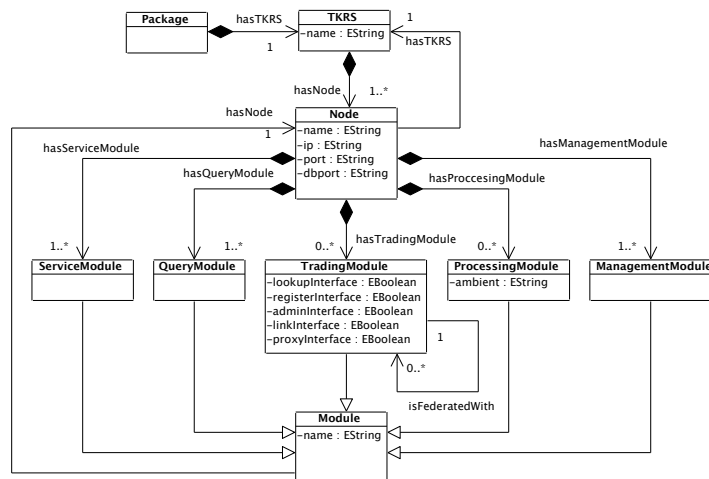 Package
hasTKRS
1
TKRS
-name : EString
1
hasTKRS
hasNode
1..*
hasNode
1
Node
-name : EString
-ip : EString
-port : EString
-dbport : EString
hasServiceModule
hasQueryModule
hasManagementModule
hasProccesingModule
hasTradingModule
1..*
1..*
0..*
0..*
1..*
ServiceModule
QueryModule
TradingModule
-lookupInterface : EBoolean
-registerInterface : EBoolean
-adminInterface : EBoolean
-linkInterface : EBoolean
-proxyInterface : EBoolean
ProcessingModule
-ambient : EString
ManagementModule
1
0..*
isFederatedWith
Module
-name : EString